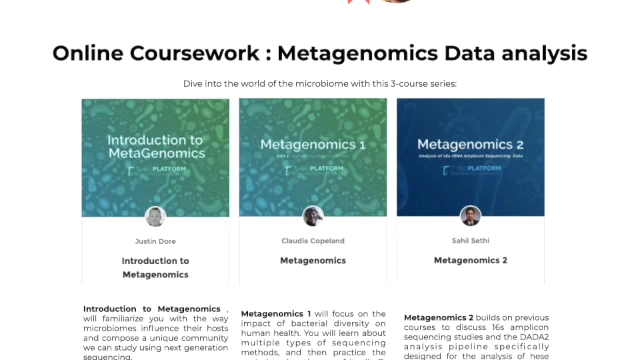 Online Coursework : Metagenomics Data analysis
Dive into the world of the microbiome with this 3-course series:
Introduction to
MetaGenomics
PLATFORM
Justin Dore
Introduction to
Metagenomics
Metagenomics 1
PLATFORM
Claudia Copeland
Metagenomics
Metagenomics 2
Analysis of 16s rRNA Amplicon Sequencing Data
PLATFORM
Sahil Sethi
Metagenomics 2
Introduction to Metagenomics ,
will familiarize you with the way
microbiomes influence their hosts
and compose a unique community
we can study using next generation
sequencing.
Metagenomics 1 will focus on the
impact of bacterial diversity on
human health. You will learn about
multiple types of sequencing
methods, and then practice the
Metagenomics 2 builds on previous
courses to discuss 16s amplicon
sequencing studies and the DADA2
analysis pipeline specifically
designed for the analysis of hese